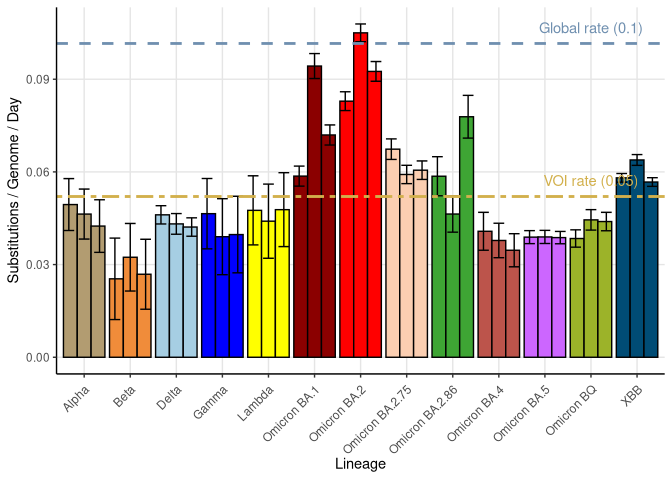 Global rate (0.1)
VOI rate (0.05)
Substitutions / Genome / Day
0.09
0.06
0.03
0.00
Alpha
Beta
Delta
Gamma
Lambda
Omicron BA.1
Omicron BA.2
Omicron BA.2.75
Omicron BA.2.86
Omicron BA.4
Omicron BA.5
Omicron BQ
XBB
Lineage